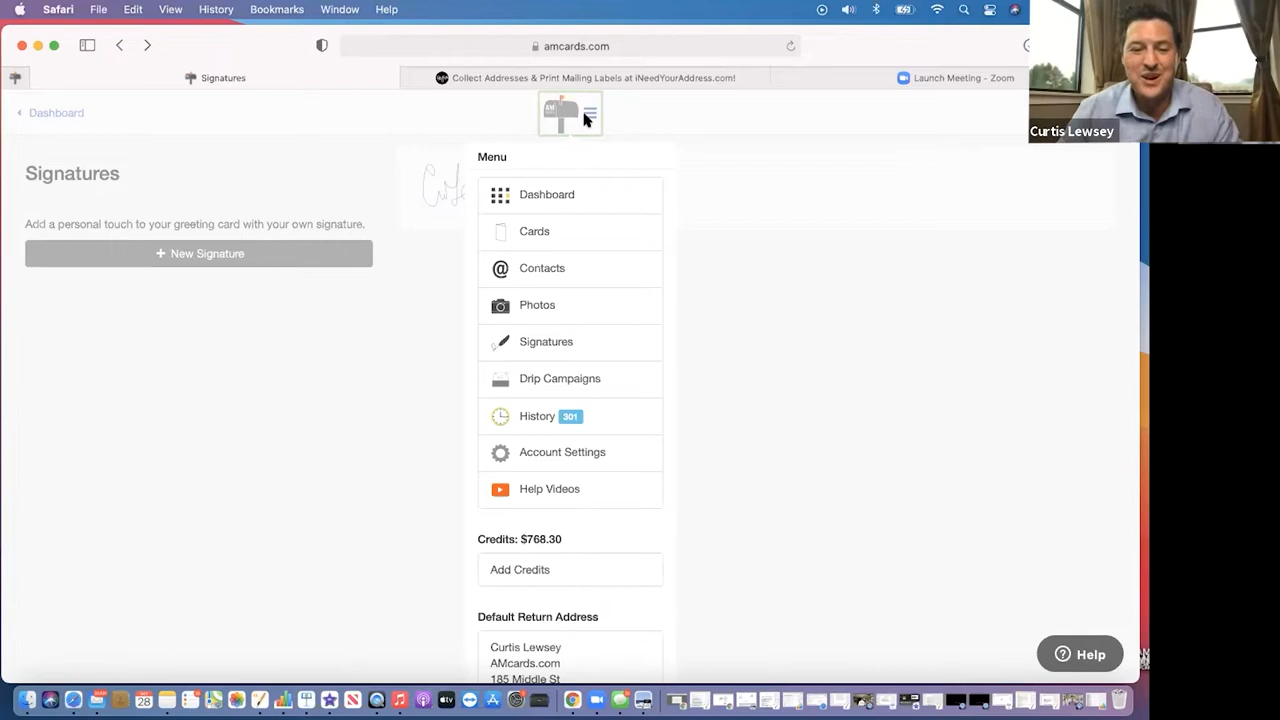 Safari File Edit View History Bookmarks Window Help
amcards.com
Signatures
Collect Addresses & Print Mailing Labels at iNeedYourAddress.com!
Launch Meeting - Zoom
Curtis Lewsey
Dashboard
AM
Menu
Signatures
Dashboard
Add a personal touch to your greeting card with your own signature.
Cards
+ New Signature
Contacts
Photos
Signatures
Drip Campaigns
History 301
Account Settings
Help Videos
Credits: $768.30
Add Credits
Default Return Address
Curtis Lewsey
AMcards.com
185 Middle St
Help
28